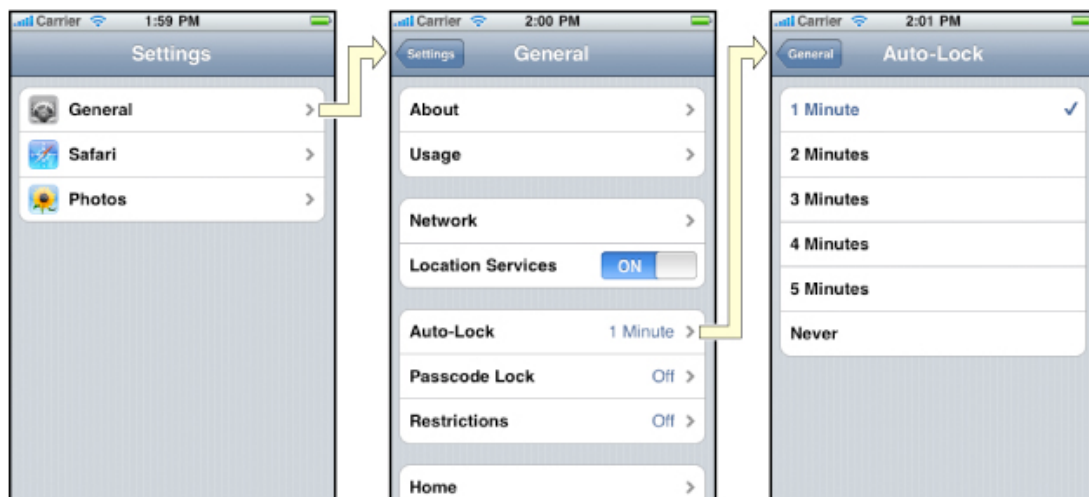 Carrier 1:59 PM
Settings
General
Safari
Photos
Carrier 2:00 PM
Settings General
About
Usage
Network
Location Services ON
Auto-Lock 1 Minute
Passcode Lock Off
Restrictions Off
Home
Carrier 2:01 PM
General Auto-Lock
1 Minute
2 Minutes
3 Minutes
4 Minutes
5 Minutes
Never